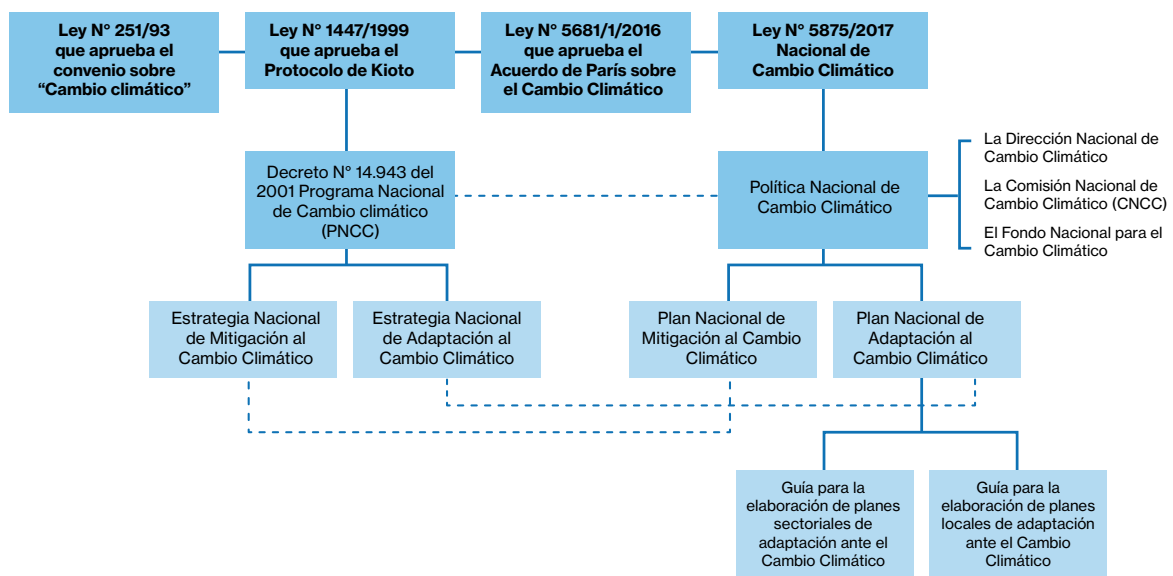 Ley N° 251/93
que aprueba el
convenio sobre
“Cambio climático”
Ley N° 1447/1999
que aprueba el
Protocolo de Kioto
Ley N° 5681/1/2016
que aprueba el
Acuerdo de París sobre
el Cambio Climático
Ley N° 5875/2017
Nacional de
Cambio Climático
Decreto N° 14.943 del
2001 Programa Nacional
de Cambio climático
(PNCC)
Política Nacional de
Cambio Climático
La Dirección Nacional de
Cambio Climático
La Comisión Nacional de
Cambio Climático (CNCC)
El Fondo Nacional para el
Cambio Climático
Estrategia Nacional
de Mitigación al
Cambio Climático
Estrategia Nacional
de Adaptación al
Cambio Climático
Plan Nacional de
Mitigación al Cambio
Climático
Plan Nacional de
Adaptación al
Cambio Climático
Guía para la
elaboración de planes
sectoriales de
adaptación ante el
Cambio Climático
Guía para la
elaboración de planes
locales de adaptación
ante el Cambio
Climático